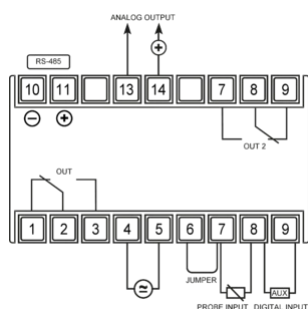 ANALOG OUTPUT
RS-485
10 11 13 14 7 8 9
OUT 2
OUT
1 2 3 4 5 6 7 8 9
JUMPER
AUX
PROBE INPUT DIGITAL INPUT